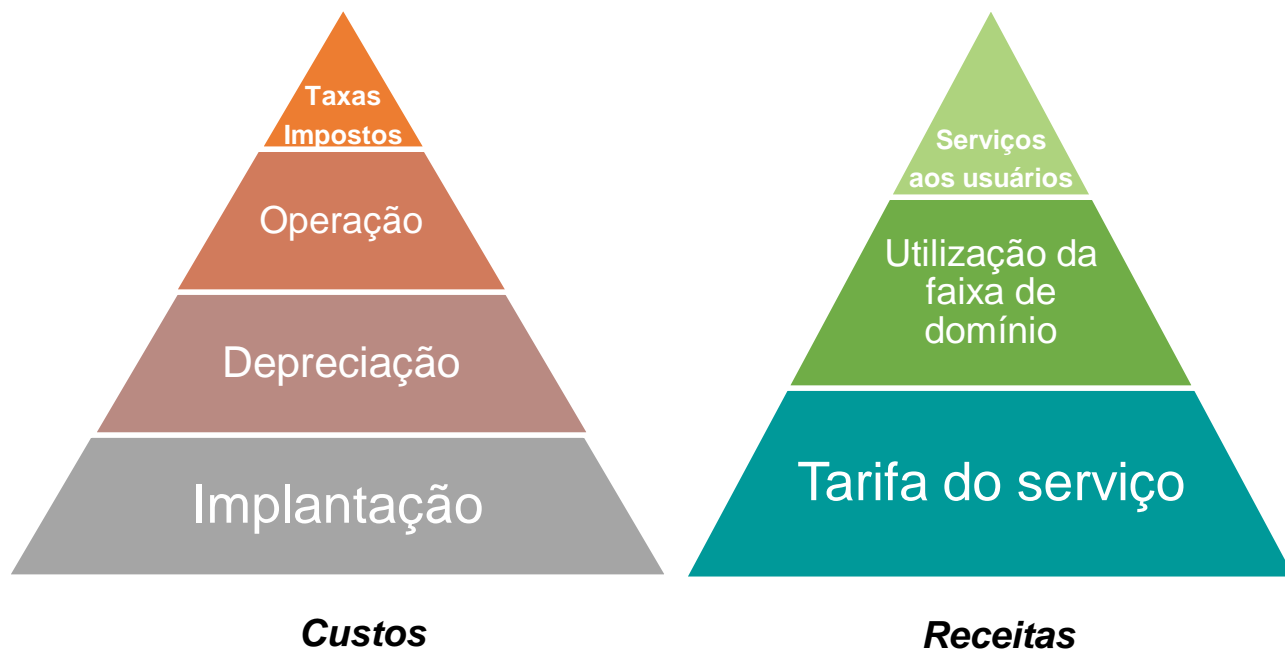 Taxas
Impostos
Operação
Depreciação
Implantação
Custos
Serviços
aos usuários
Utilização da
faixa de
domínio
Tarifa do serviço
Receitas